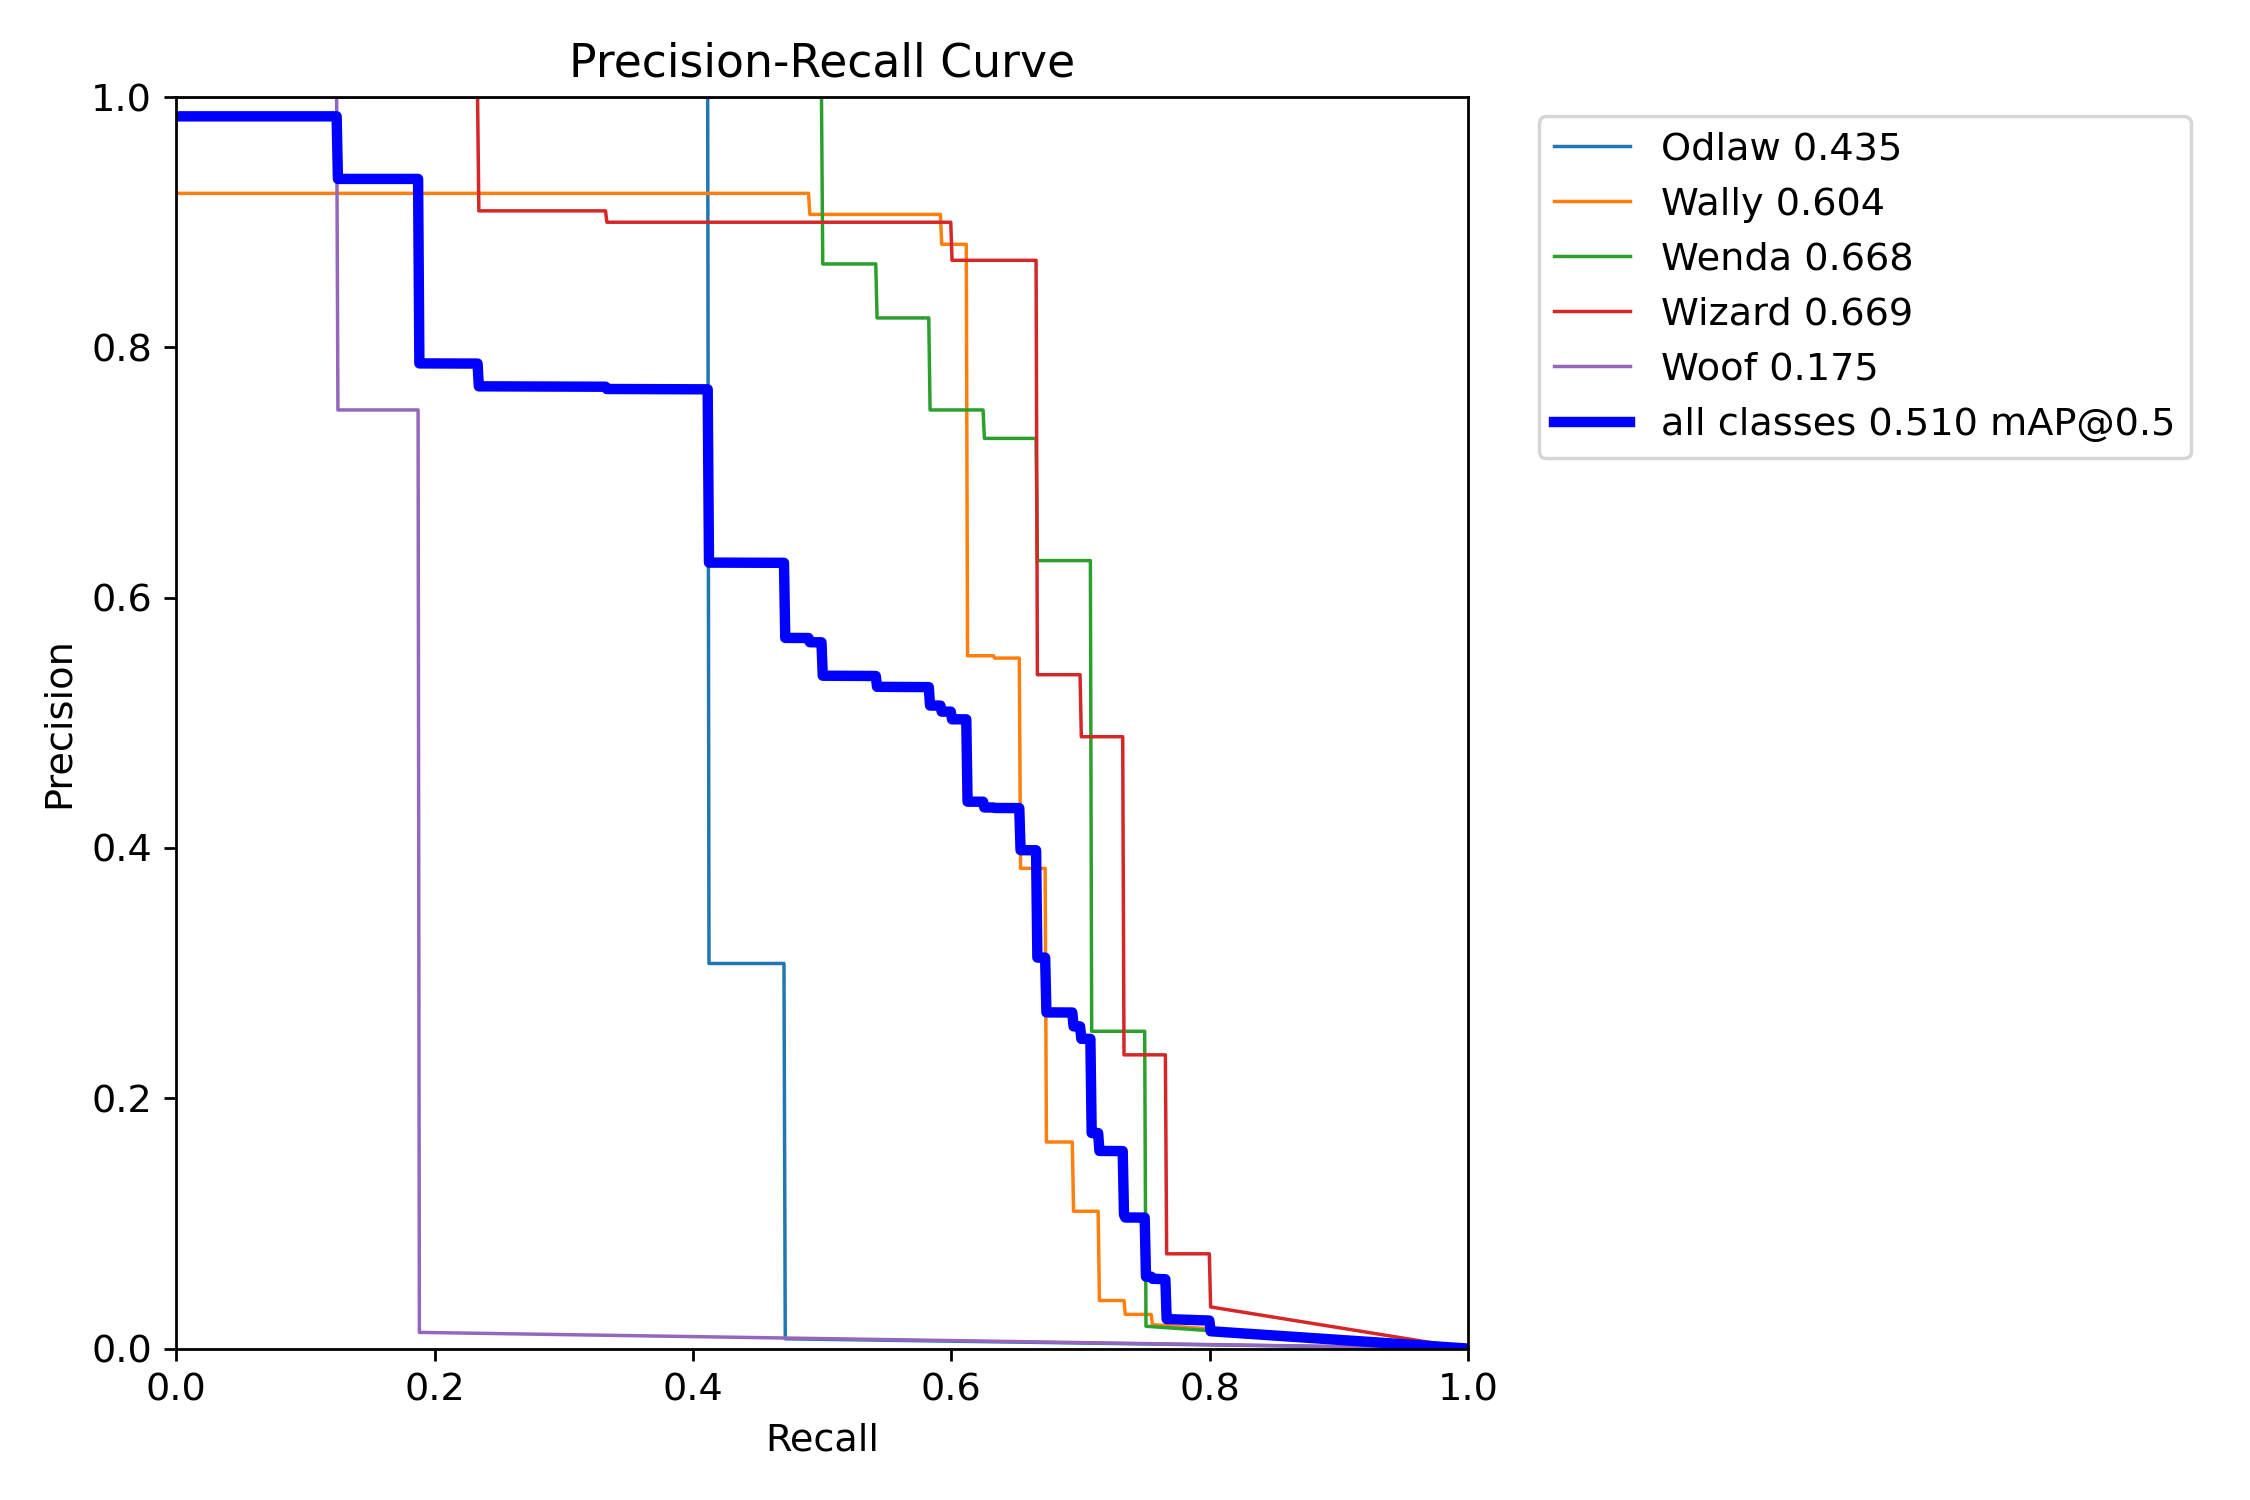 Precision-Recall Curve
1.0
0.8
0.6
0.4
0.2
0.0
Precision
0.0 0.2 0.4 0.6 0.8 1.0
Recall
Odlaw 0.435
Wally 0.604
Wenda 0.668
Wizard 0.669
Woof 0.175
all classes 0.510 mAP@0.5